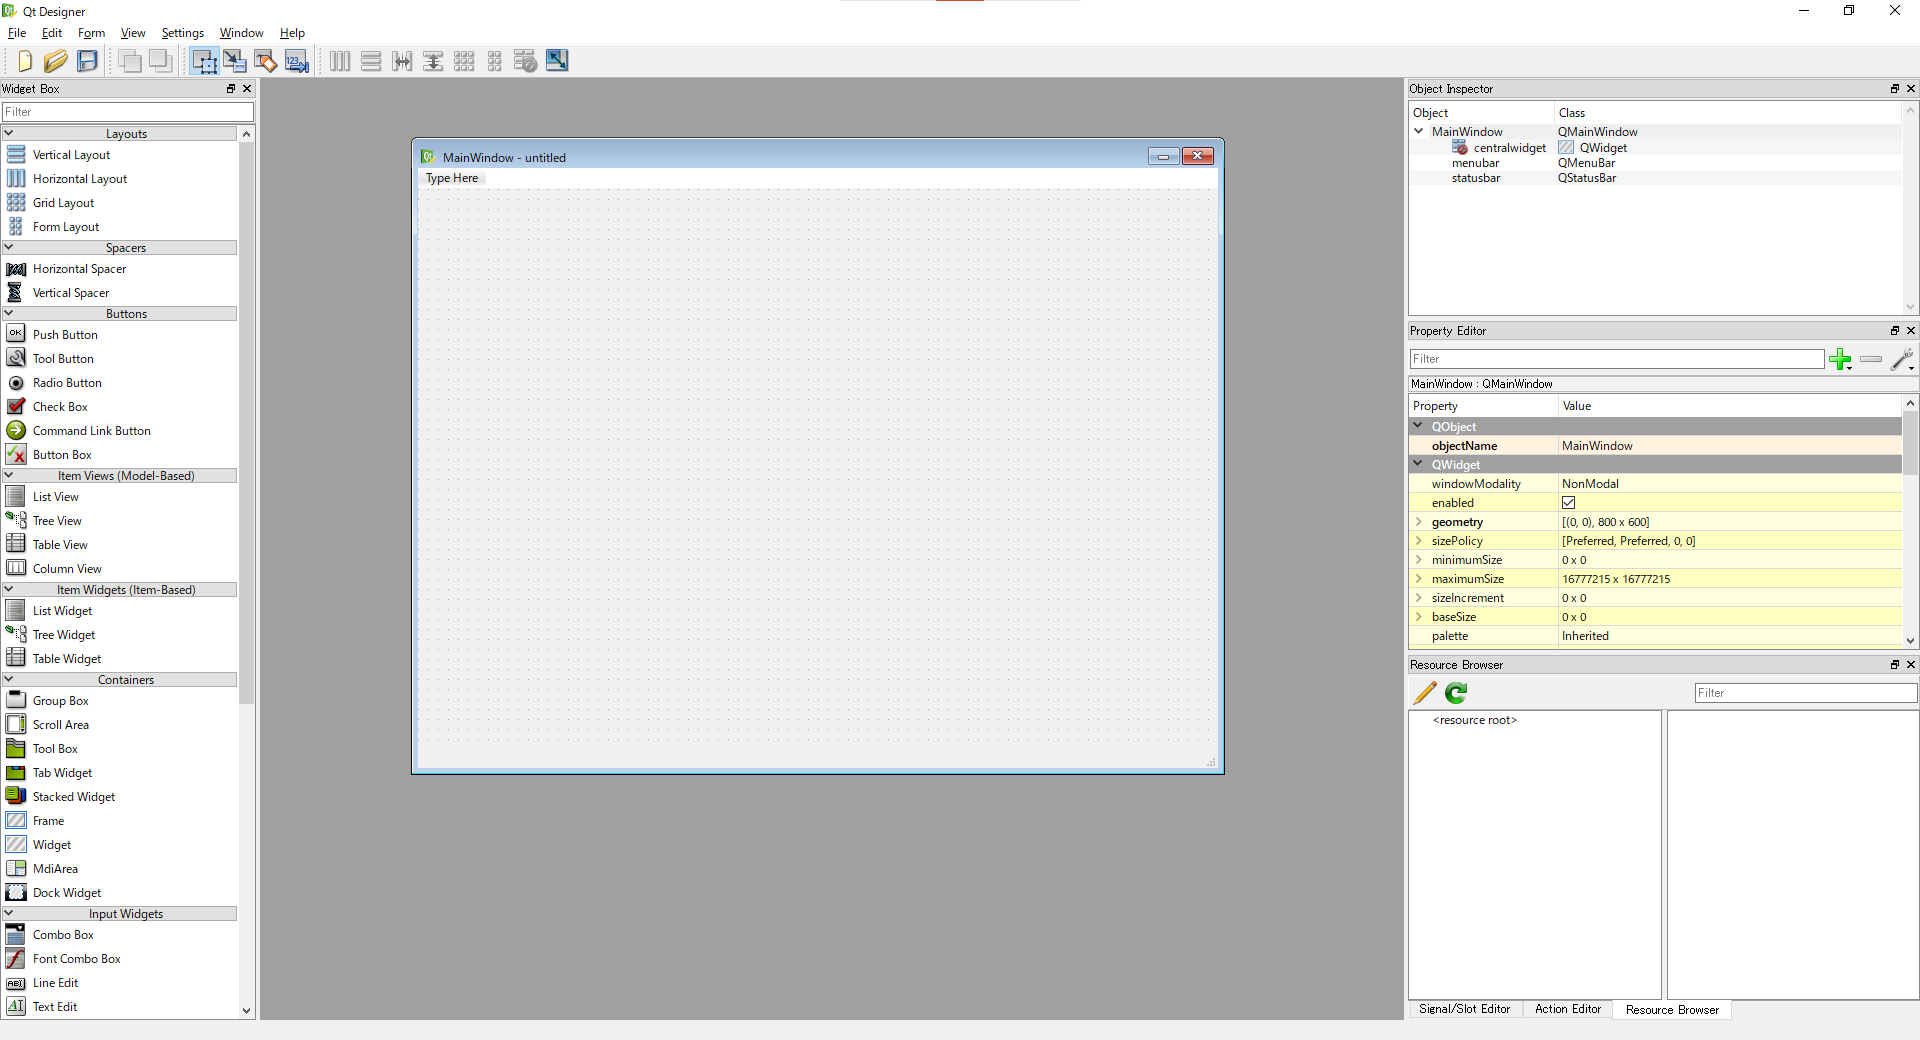 Qt Designer
File Edit Form View Settings Window Help
Widget Box
Filter
Layouts
Vertical Layout
Horizontal Layout
Grid Layout
Form Layout
Spacers
Horizontal Spacer
Vertical Spacer
Buttons
OK Push Button
Tool Button
Radio Button
Check Box
Command Link Button
Button Box
Item Views (Model-Based)
List View
Tree View
Table View
Column View
Item Widgets (Item-Based)
List Widget
Tree Widget
Table Widget
Containers
Group Box
Scroll Area
Tool Box
Tab Widget
Stacked Widget
Frame
Widget
MdiArea
Dock Widget
Input Widgets
Combo Box
Font Combo Box
ABI Line Edit
AI Text Edit
MainWindow - untitled
Type Here
Object Inspector
Object Class
MainWindow QMainWindow
centralwidget QWidget
menubar QMenuBar
statusbar QStatusBar
Property Editor
Filter
MainWindow : QMainWindow
Property Value
QObject
objectName MainWindow
QWidget
windowModality NonModal
enabled
geometry [(0, 0), 800 x 600]
sizePolicy [Preferred, Preferred, 0, 0]
minimumSize 0 x 0
maximumSize 16777215 x 16777215
sizeIncrement 0 x 0
baseSize 0 x 0
palette Inherited
Resource Browser
Filter
<resource root>
Signal/Slot Editor Action Editor Resource Browser